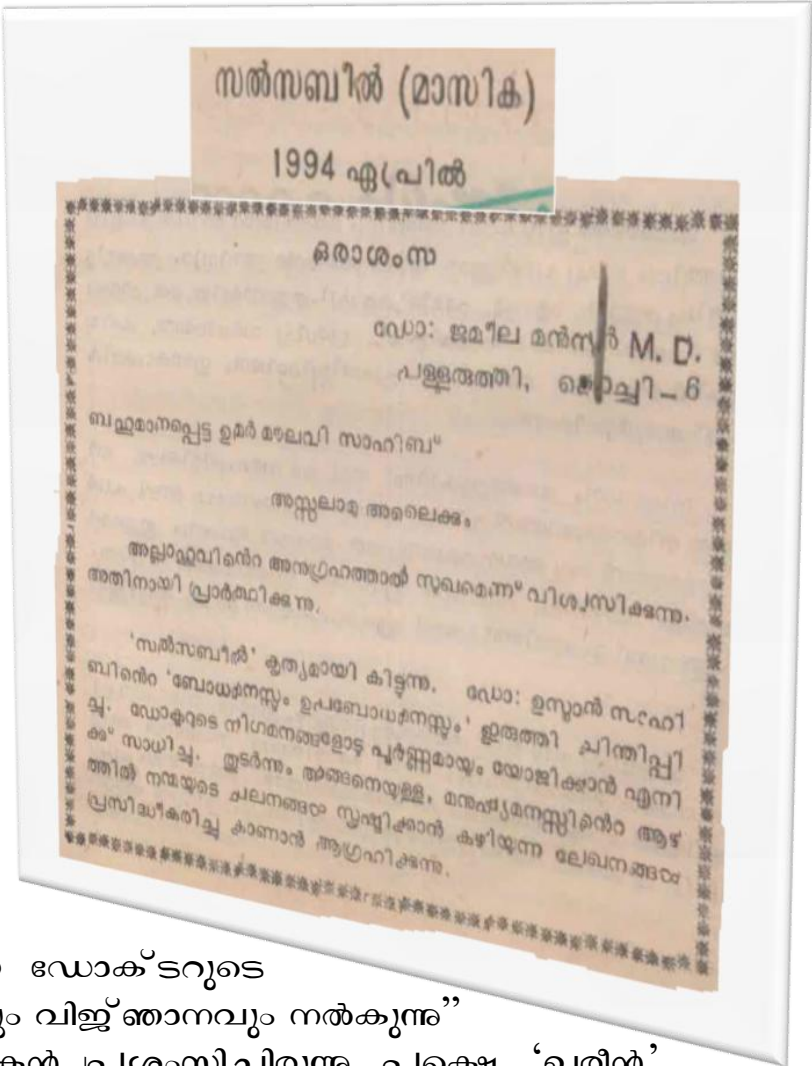 സൽസബീൽ (മാസിക)
1994 ഏപ്രിൽ
ഒരാശംസ
ഡോ: ജമീല മൻസൂർ M. D.
പള്ളുരുത്തി, കൊച്ചി-6
ബഹുമാനപ്പെട്ട ഉമർ മൗലവി സാഹിബ്
അസ്സലാമു അലൈക്കും
അല്ലാഹുവിൻെറ അനുഗ്രഹത്താൽ സുഖമെന്ന് വിശ്വസിക്കുന്നു.
അതിനായി പ്രാർത്ഥിക്കുന്നു.
'സൽസബീൽ' കൃത്യമായി കിട്ടുന്നു. ഡോ: ഉസ്മാൻ സാഹി
ബിൻെറ 'ബോധമനസ്സും ഉപബോധമനസ്സും' ഇരുത്തി ചിന്തിപ്പി
ച്ചു. ഡോക്ടറുടെ നിഗമനങ്ങളോടു പൂർണ്ണമായും യോജിക്കാൻ എനി
ക്ക് സാധിച്ചു. തുടർന്നും അങ്ങനെയുള്ള, മനുഷ്യമനസ്സിൻെറ ആഴ
ത്തിൽ നന്മയുടെ ചലനങ്ങൾ സൃഷ്ടിക്കാൻ കഴിയുന്ന ലേഖനങ്ങൾ
പ്രസിദ്ധീകരിച്ചു കാണാൻ ആഗ്രഹിക്കുന്നു.
ഡോക്ടറുടെ
വിജ്ഞാനവും നൽകുന്നു”
പ്രശംസിച്ചിരുന്നു പക്ഷെ